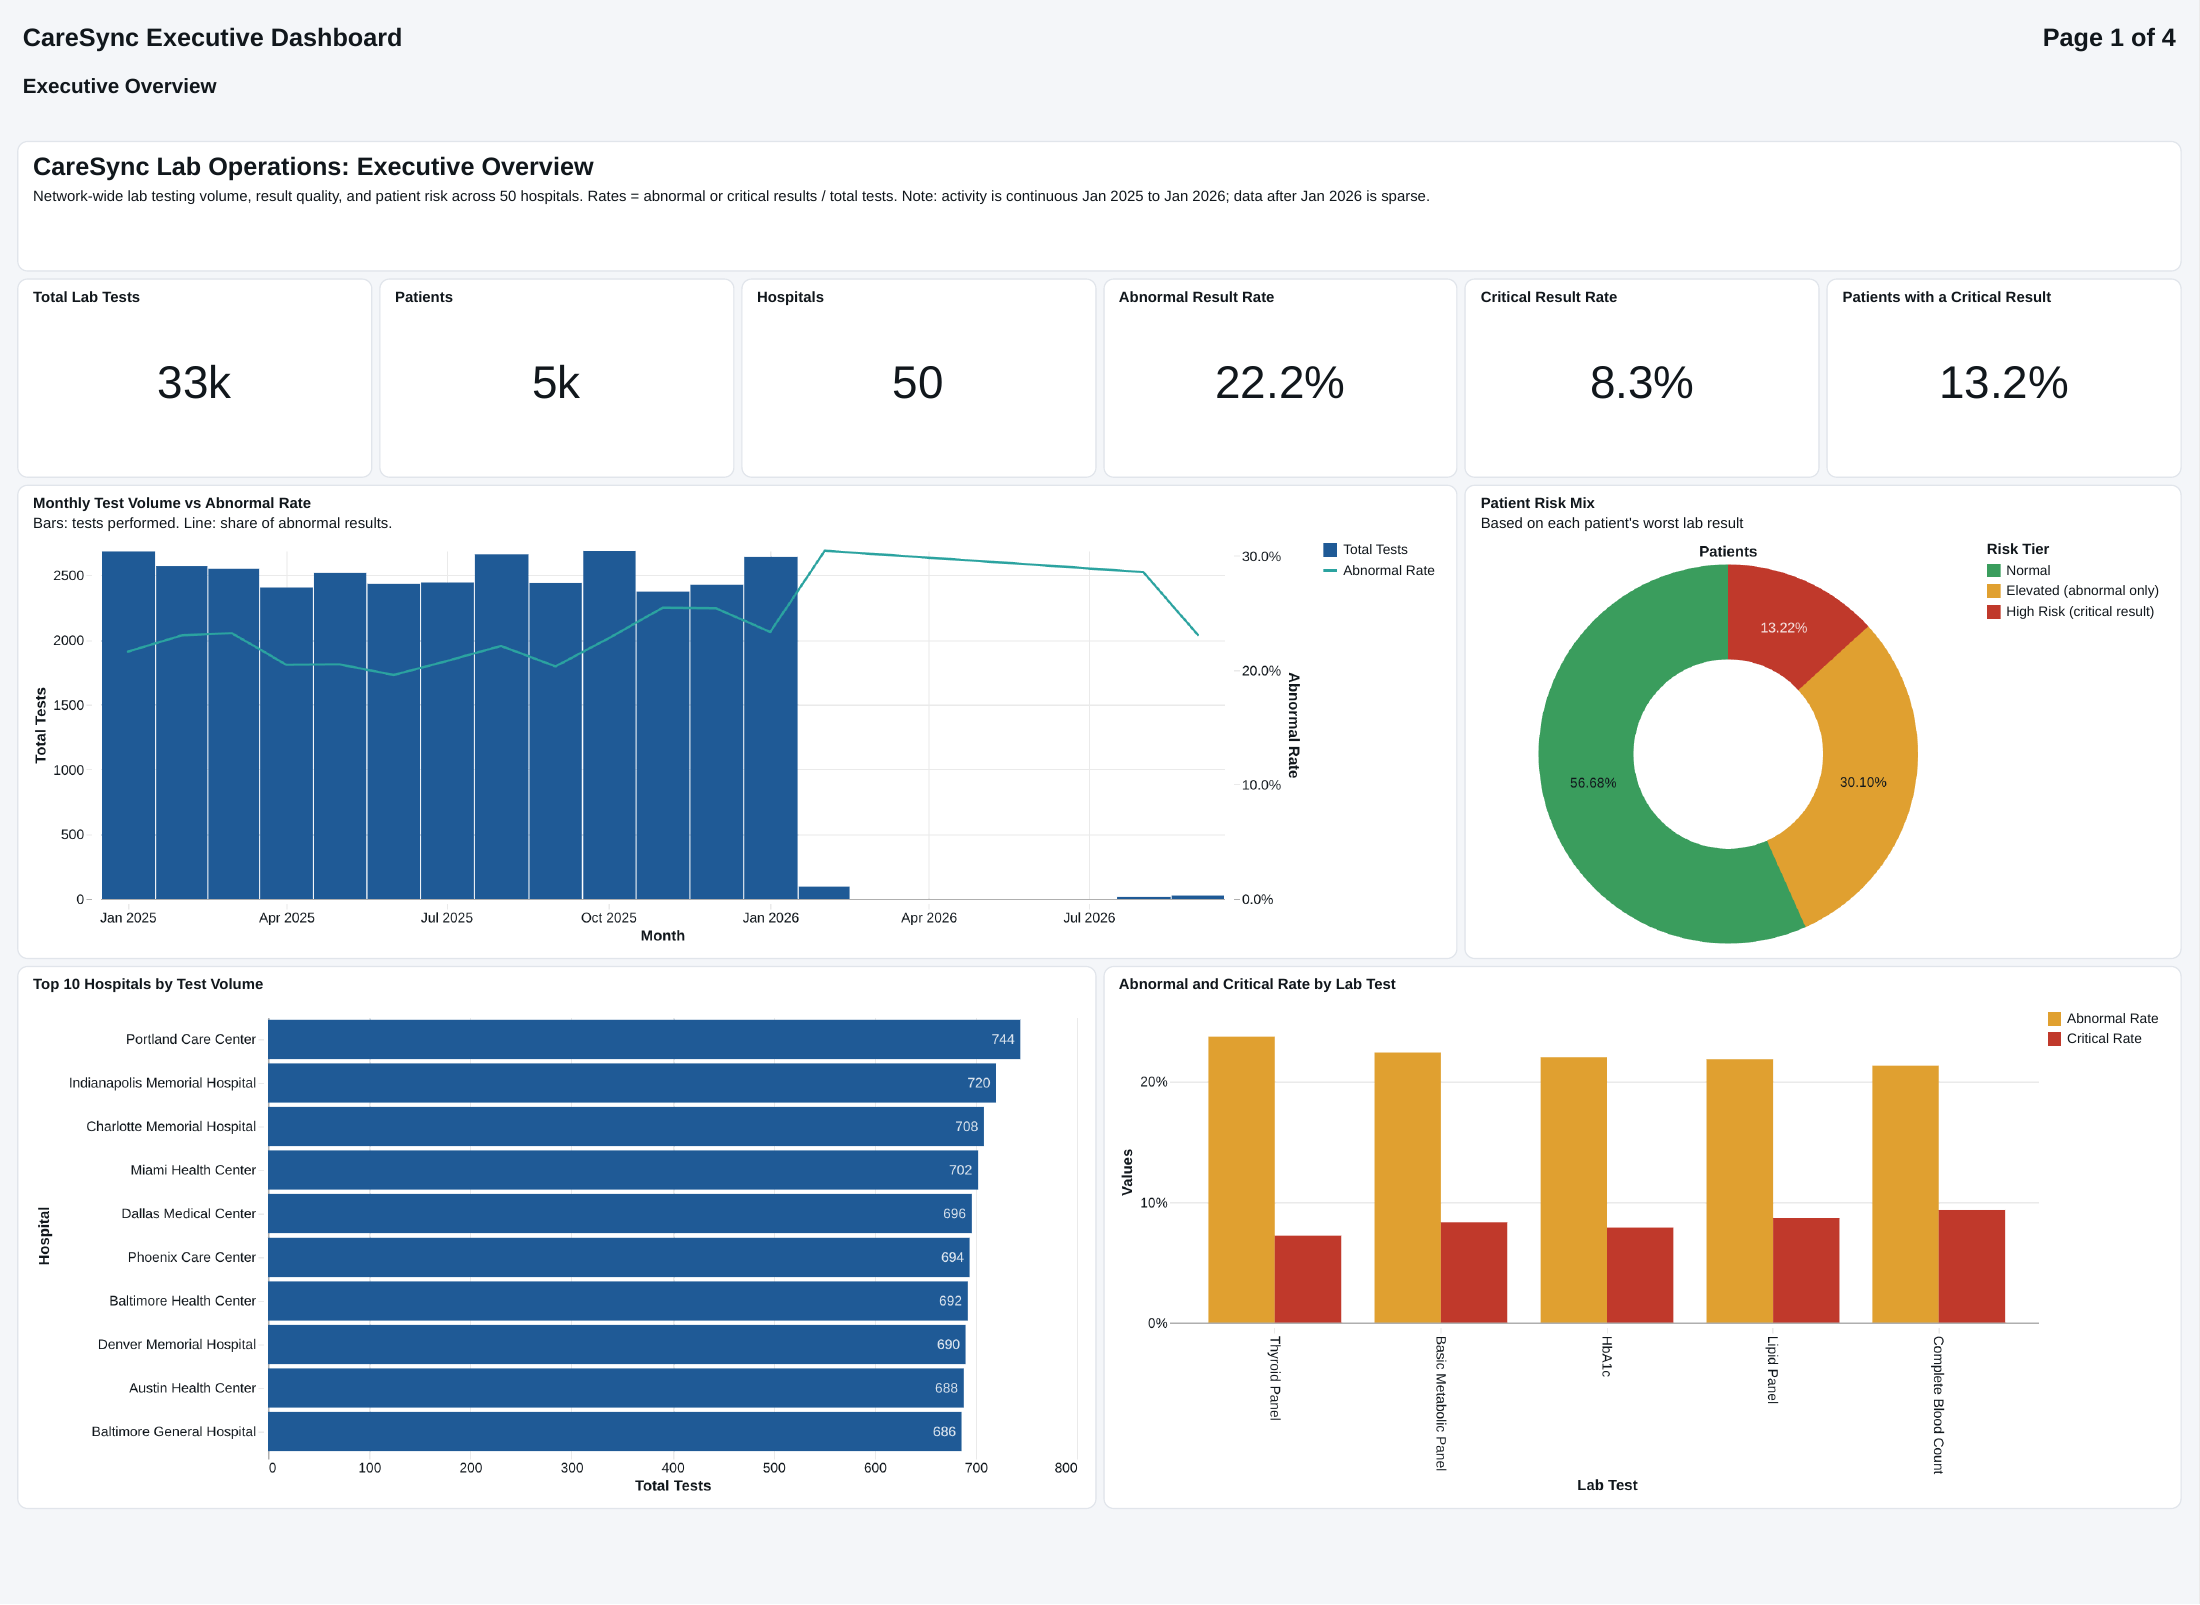 CareSync Executive Dashboard
Page 1 of 4
Executive Overview
CareSync Lab Operations: Executive Overview
Network-wide lab testing volume, result quality, and patient risk across 50 hospitals. Rates = abnormal or critical results / total tests. Note: activity is continuous Jan 2025 to Jan 2026; data after Jan 2026 is sparse.
Total Lab Tests
33k
Patients
5k
Hospitals
50
Abnormal Result Rate
22.2%
Critical Result Rate
8.3%
Patients with a Critical Result
13.2%
Monthly Test Volume vs Abnormal Rate
Bars: tests performed. Line: share of abnormal results.
Total Tests
2500
2000
1500
1000
500
0
30.0%
20.0%
10.0%
0.0%
Abnormal Rate
Jan 2025
Apr 2025
Jul 2025
Oct 2025
Jan 2026
Apr 2026
Jul 2026
Month
Total Tests
Abnormal Rate
Patient Risk Mix
Based on each patient's worst lab result
Patients
13.22%
30.10%
56.68%
Risk Tier
Normal
Elevated (abnormal only)
High Risk (critical result)
Top 10 Hospitals by Test Volume
Hospital
Portland Care Center 744
Indianapolis Memorial Hospital 720
Charlotte Memorial Hospital 708
Miami Health Center 702
Dallas Medical Center 696
Phoenix Care Center 694
Baltimore Health Center 692
Denver Memorial Hospital 690
Austin Health Center 688
Baltimore General Hospital 686
0 100 200 300 400 500 600 700 800
Total Tests
Abnormal and Critical Rate by Lab Test
Abnormal Rate
Critical Rate
Values
20%
10%
0%
Thyroid Panel
Basic Metabolic Panel
HbA1c
Lipid Panel
Complete Blood Count
Lab Test